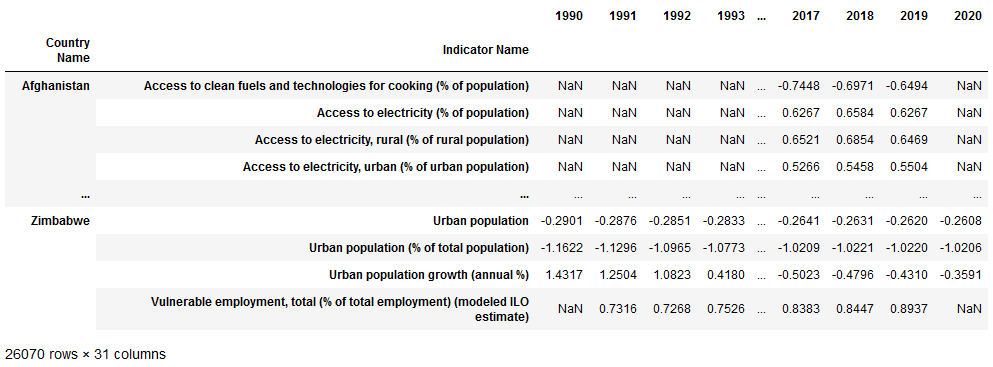 1990 1991 1992 1993 ... 2017 2018 2019 2020
Country Name Indicator Name
Afghanistan Access to clean fuels and technologies for cooking (% of population) NaN NaN NaN NaN ... -0.7448 -0.6971 -0.6494 NaN
Access to electricity (% of population) NaN NaN NaN NaN ... 0.6267 0.6584 0.6267 NaN
Access to electricity, rural (% of rural population) NaN NaN NaN NaN ... 0.6521 0.6854 0.6469 NaN
Access to electricity, urban (% of urban population) NaN NaN NaN NaN ... 0.5266 0.5458 0.5504 NaN
... ... ... ... ... ... ... ... ... ... ...
Zimbabwe Urban population -0.2901 -0.2876 -0.2851 -0.2833 ... -0.2641 -0.2631 -0.2620 -0.2608
Urban population (% of total population) -1.1622 -1.1296 -1.0965 -1.0773 ... -1.0209 -1.0221 -1.0220 -1.0206
Urban population growth (annual %) 1.4317 1.2504 1.0823 0.4180 ... -0.5023 -0.4796 -0.4310 -0.3591
Vulnerable employment, total (% of total employment) (modeled ILO estimate) NaN 0.7316 0.7268 0.7526 ... 0.8383 0.8447 0.8937 NaN
26070 rows × 31 columns